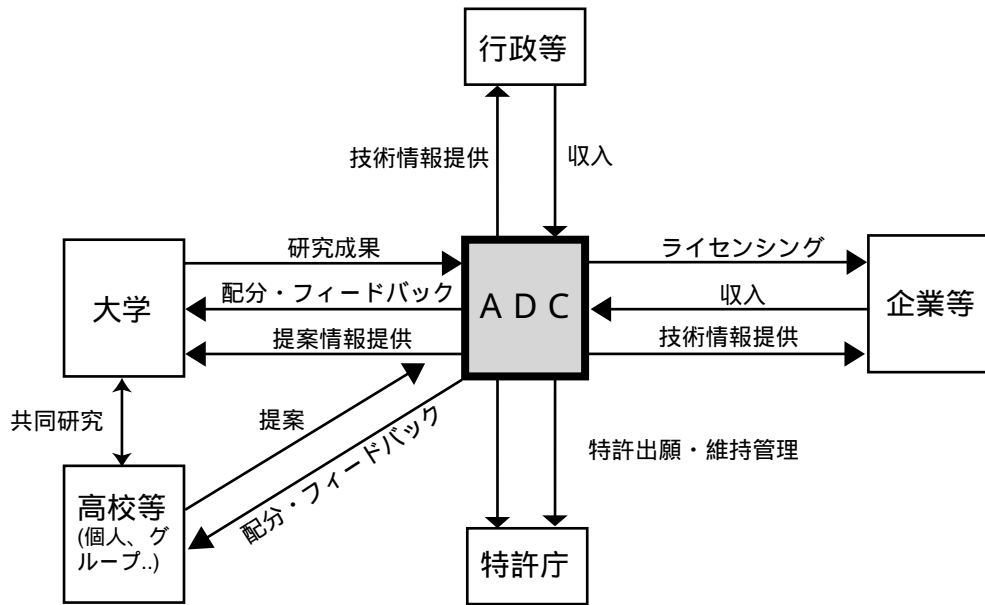 行政等
技術情報提供
収入
研究成果
ライセンシング
大学
配分・フィードバック
ADC
収入
企業等
提案情報提供
技術情報提供
共同研究
提案
配分・フィードバック
特許出願・維持管理
高校等
(個人、グ
ループ..)
特許庁